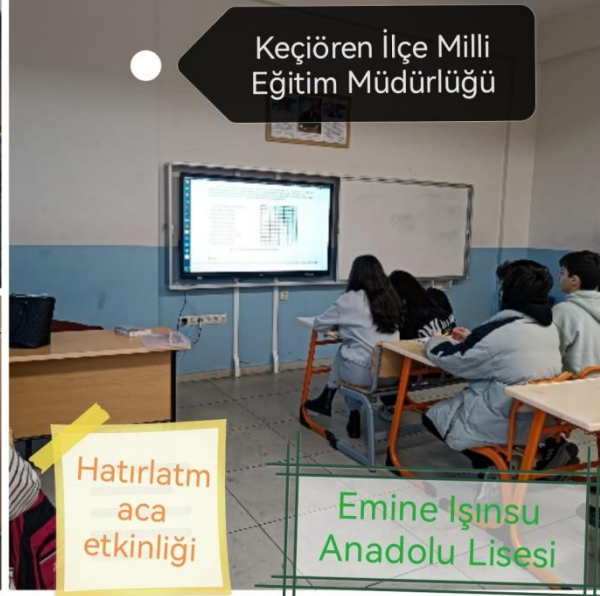 Keçiören İlçe Milli
Eğitim Müdürlüğü
Hatırlatm
aca
etkinliği
Emine Işınsu
Anadolu Lisesi